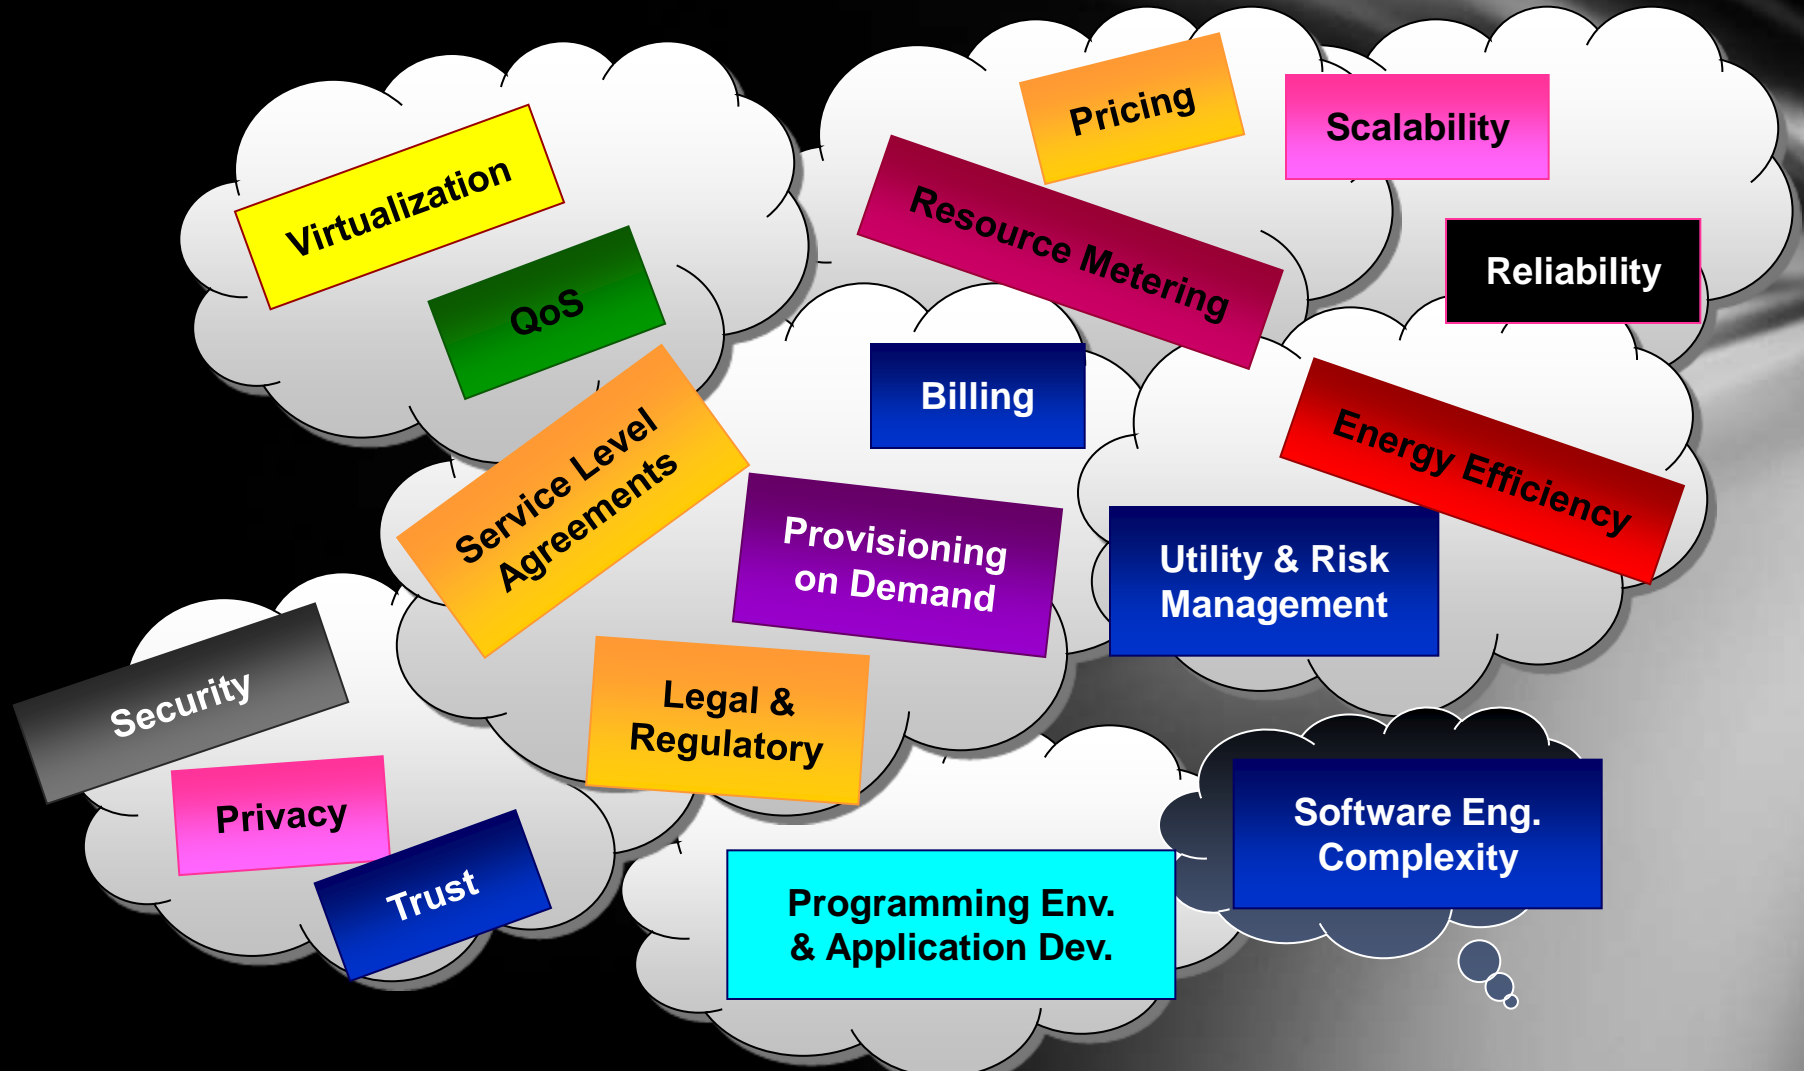 Pricing
Scalability
Virtualization
Resource Metering
Reliability
QoS
Billing
Service Level
Agreements
Energy Efficiency
Provisioning
on Demand
Utility & Risk
Management
Security
Legal &
Regulatory
Privacy
Trust
Software Eng.
Complexity
Programming Env.
& Application Dev.